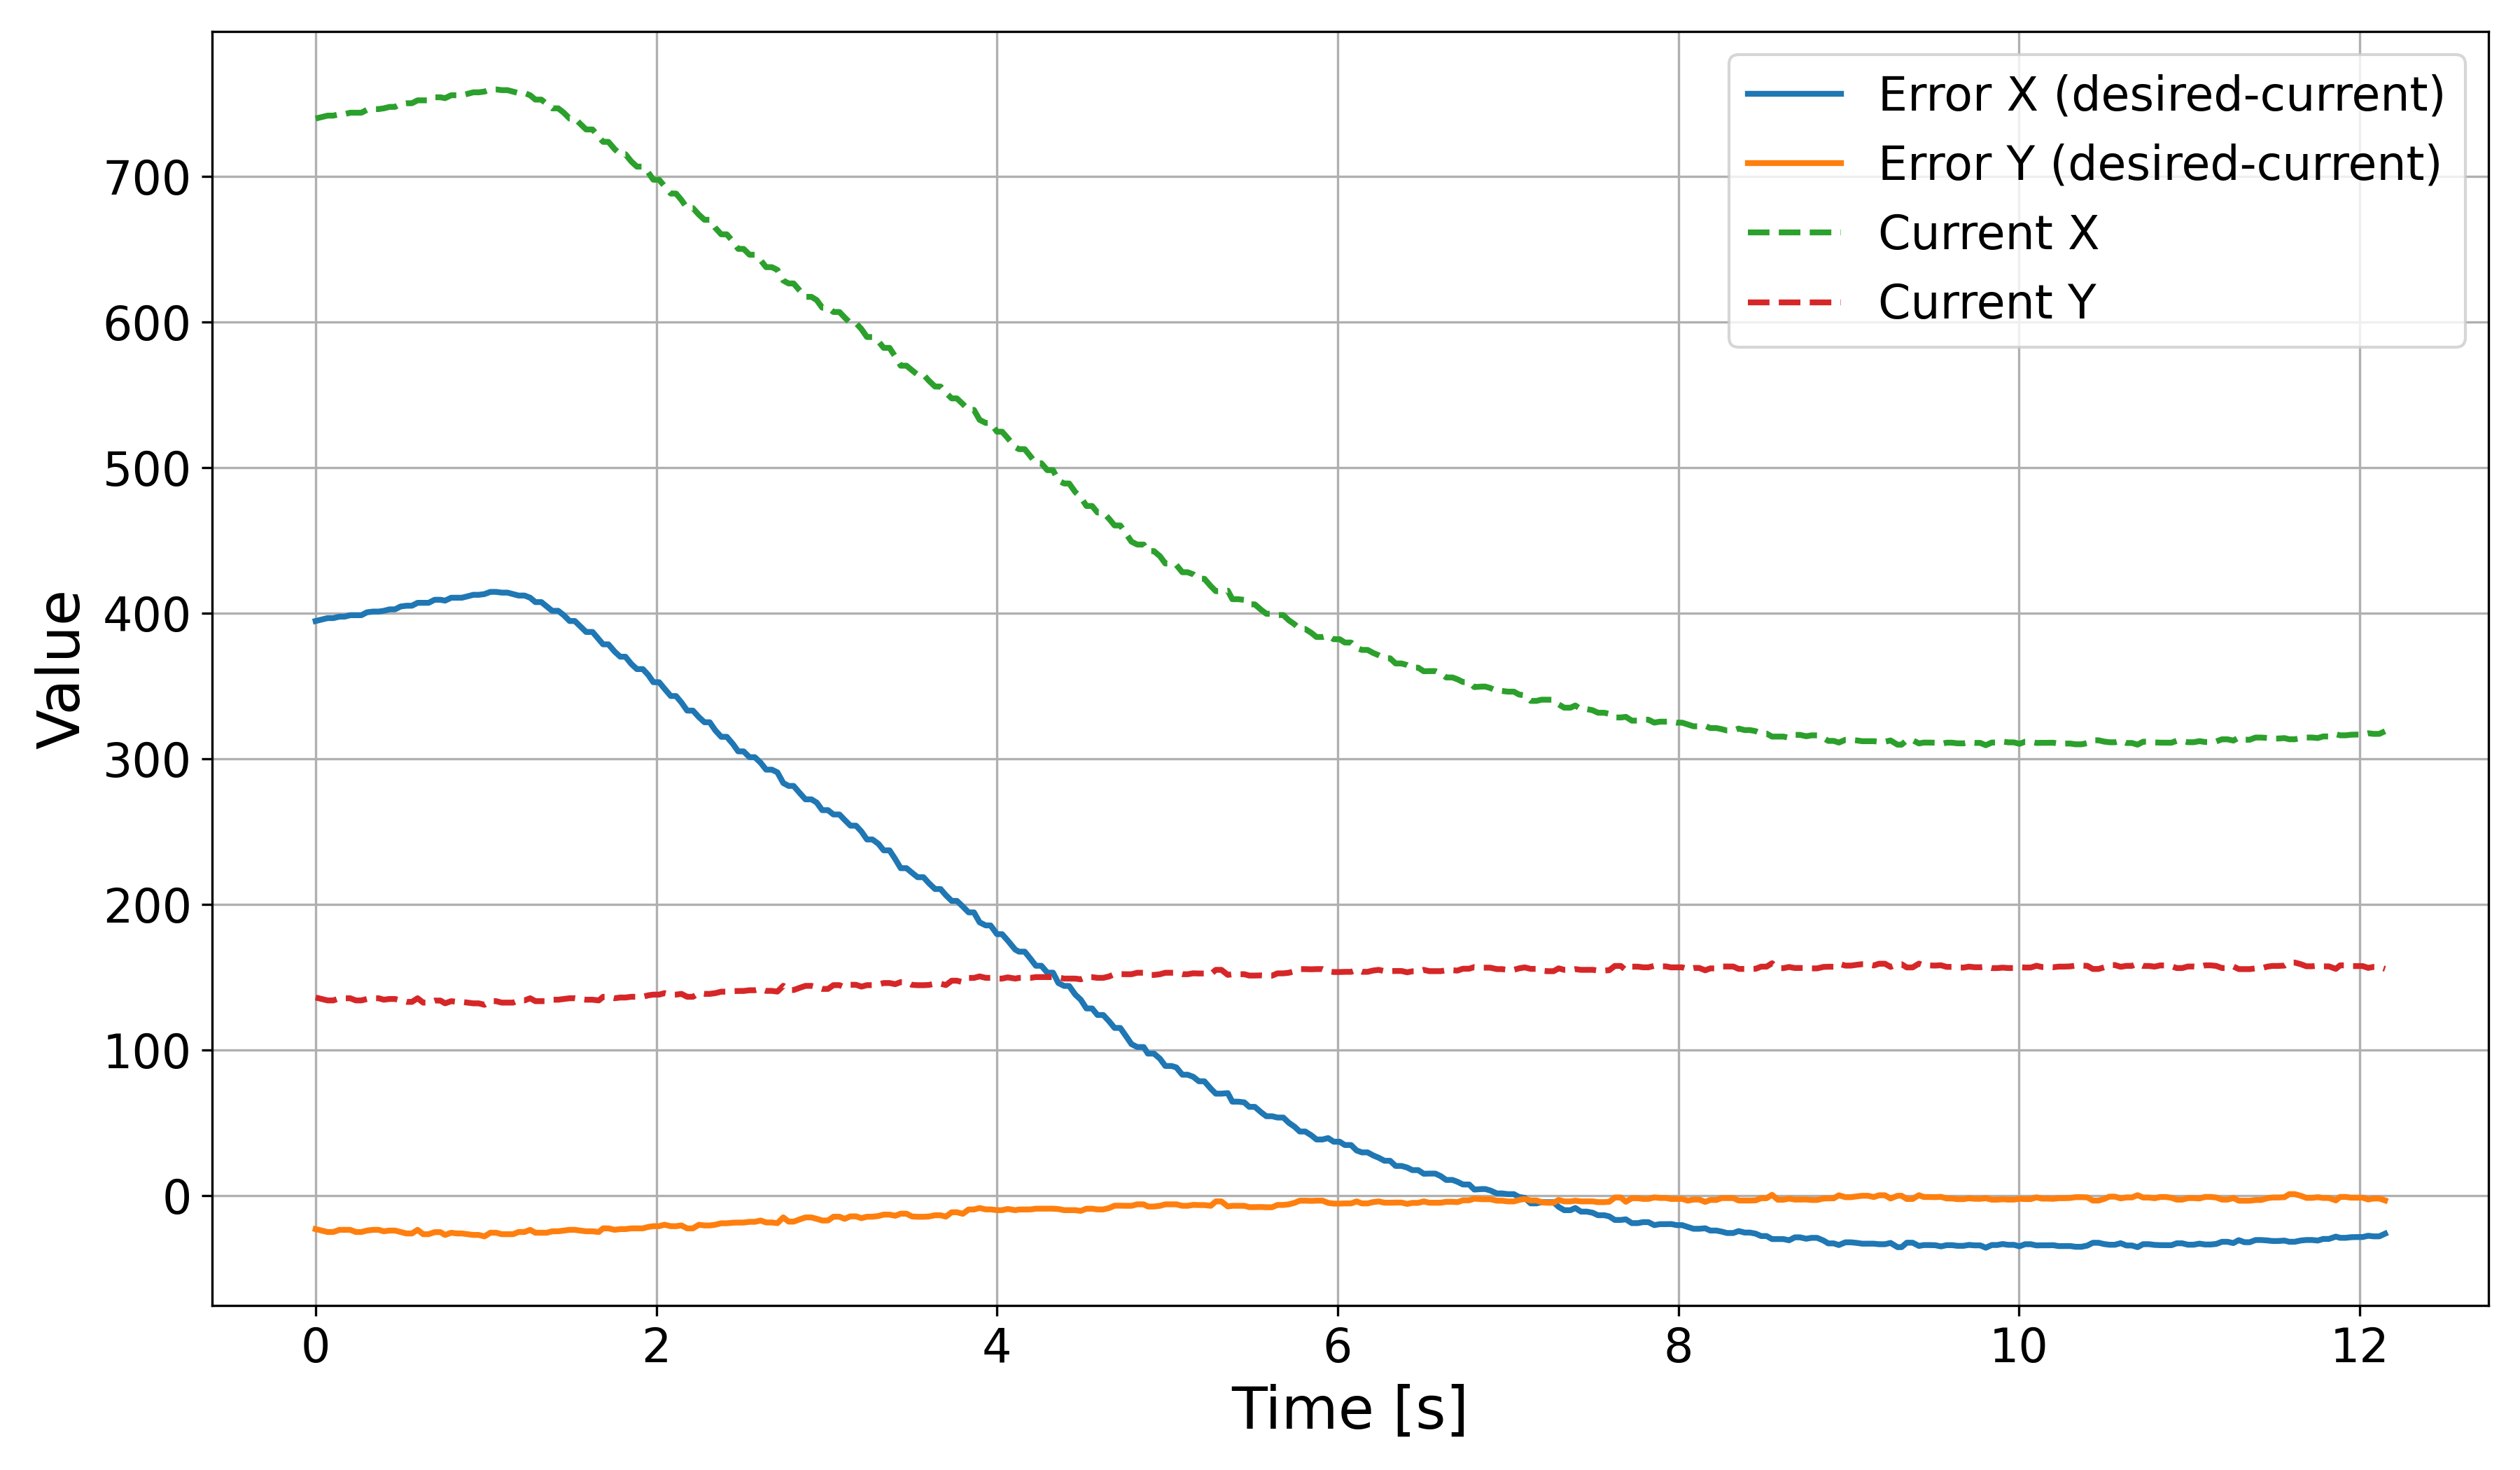 Error X (desired-current)
Error Y (desired-current)
Current X
Current Y
Value
700
600
500
400
300
200
100
0
0 2 4 6 8 10 12
Time [s]